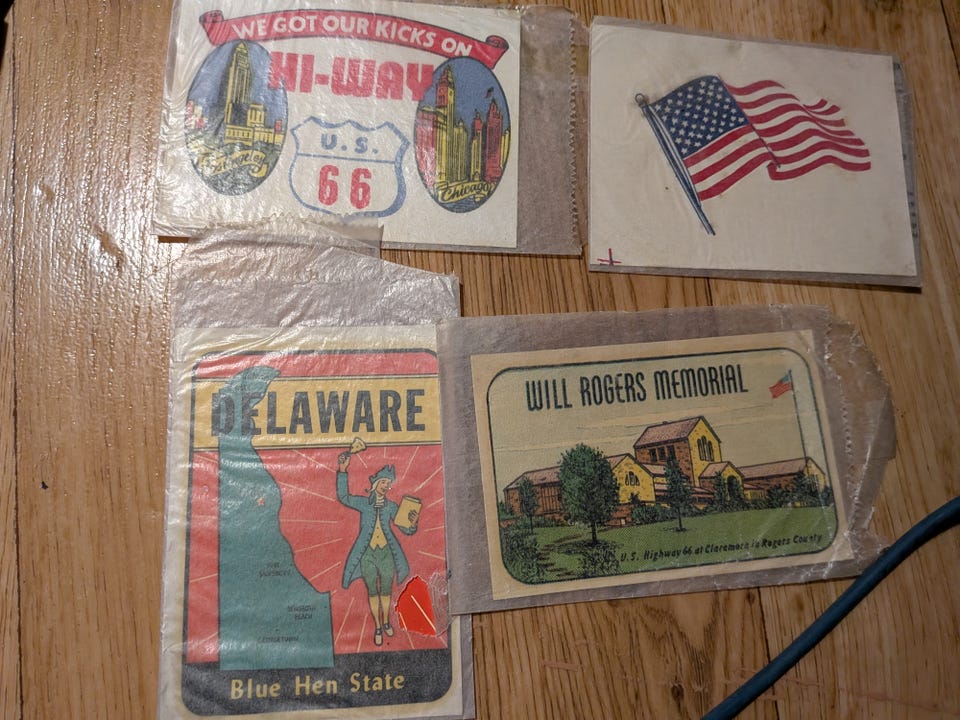 WE GOT OUR KICKS ON
HI-WAY
U.S.
66
Chicago
DELAWARE
GEORGETOWN
Blue Hen State
WILL ROGERS MEMORIAL
U.S. Highway 66 at Claremore in Rogers County